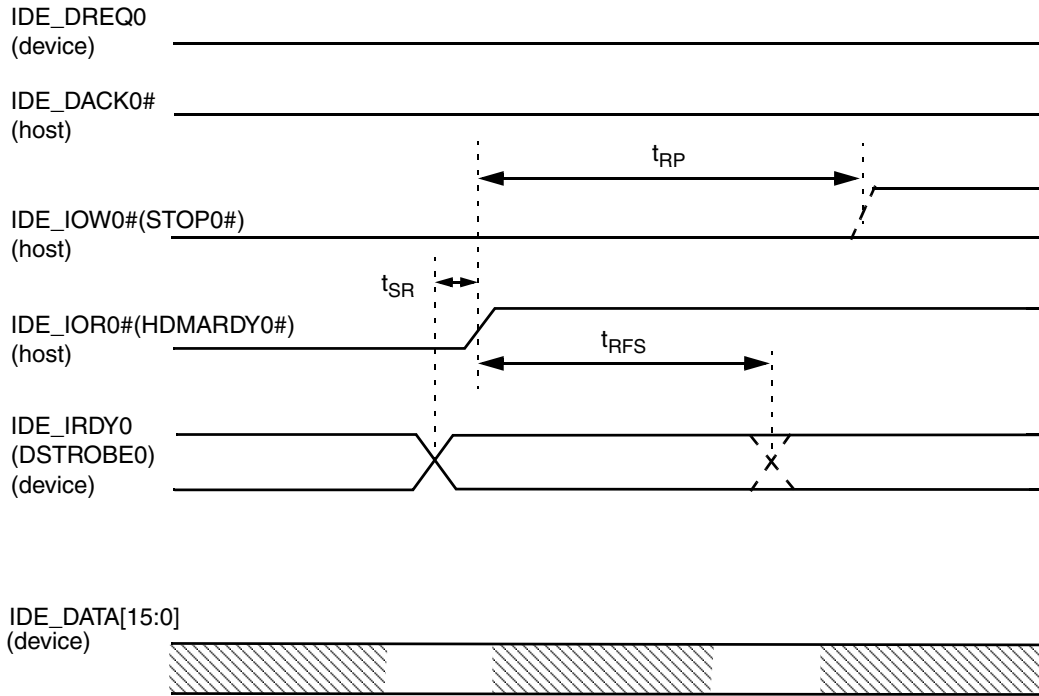 IDE_DREQ0
(device)
IDE_DACK0#
(host)
tRP
IDE_IOW0#(STOP0#)
(host)
tSR
IDE_IOR0#(HDMARDY0#)
(host)
tRFS
IDE_IRDY0
(DSTROBE0)
(device)
IDE_DATA[15:0]
(device)